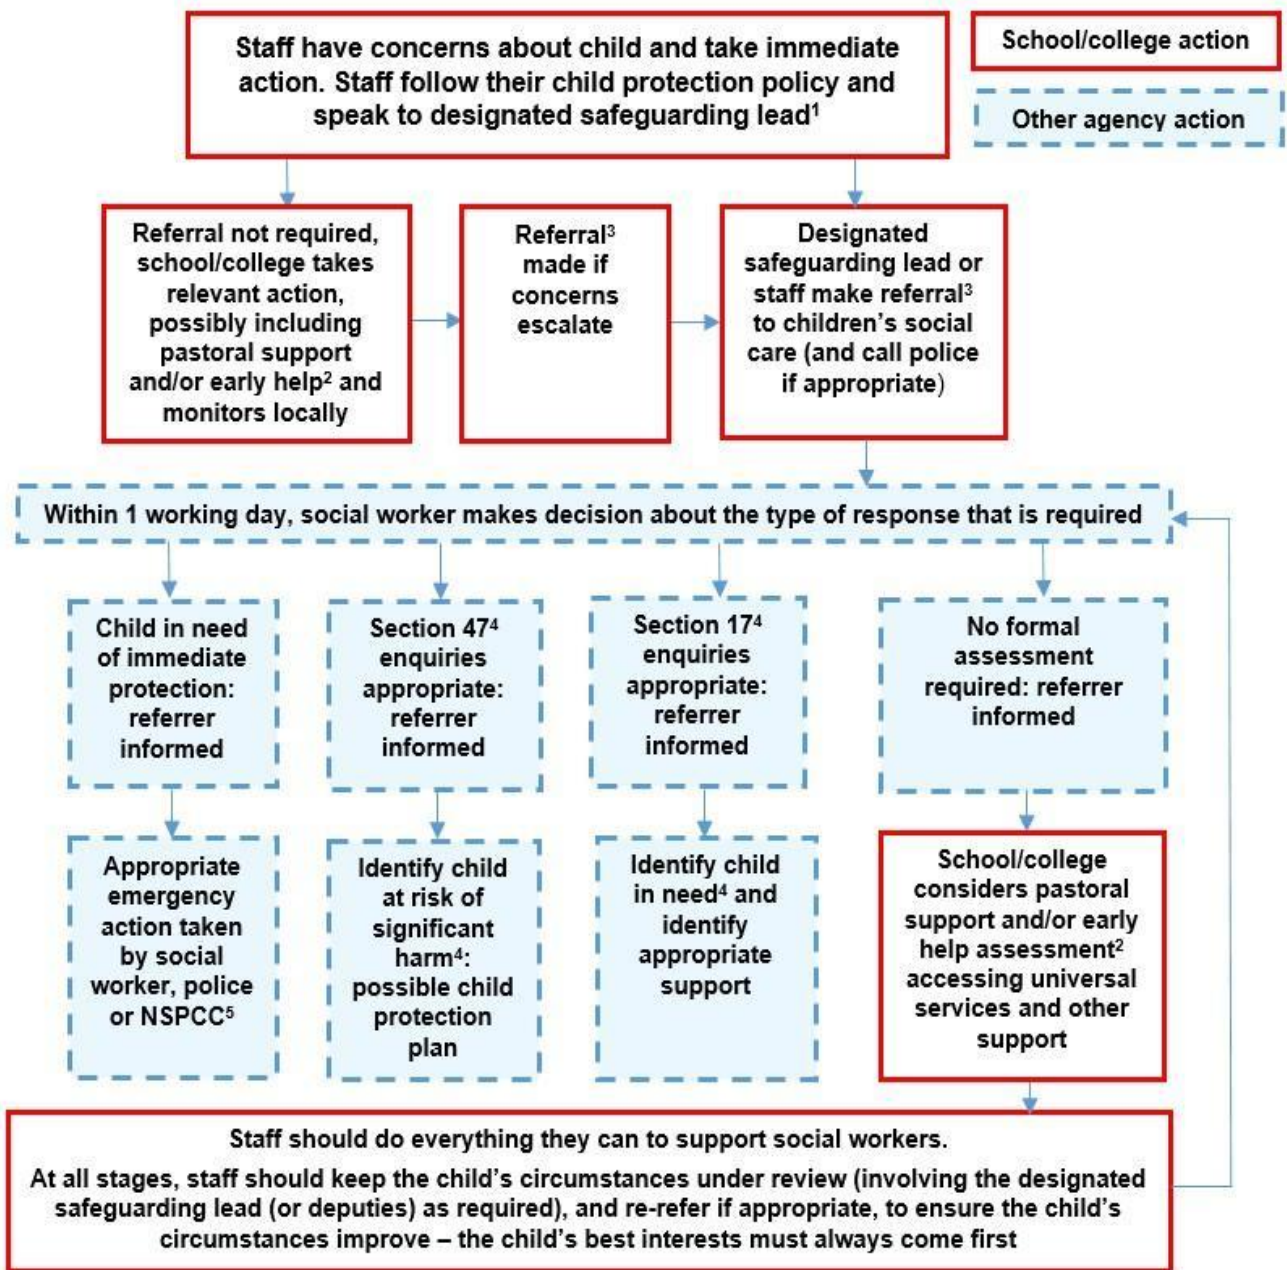 Staff have concerns about child and take immediate
action. Staff follow their child protection policy and
speak to designated safeguarding lead¹
School/college action
Other agency action
Referral not required,
school/college takes
relevant action,
possibly including
pastoral support
and/or early help² and
monitors locally
Referral³
made if
concerns
escalate
Designated
safeguarding lead or
staff make referral³
to children’s social
care (and call police
if appropriate)
Within 1 working day, social worker makes decision about the type of response that is required
Child in need
of immediate
protection:
referrer
informed
Section 47⁴
enquiries
appropriate:
referrer
informed
Section 17⁴
enquiries
appropriate:
referrer
informed
No formal
assessment
required: referrer
informed
Appropriate
emergency
action taken
by social
worker, police
or NSPCC⁵
Identify child
at risk of
significant
harm⁴:
possible child
protection
plan
Identify child
in need⁴ and
identify
appropriate
support
School/college
considers pastoral
support and/or early
help assessment²
accessing universal
services and other
support
Staff should do everything they can to support social workers.
At all stages, staff should keep the child’s circumstances under review (involving the designated
safeguarding lead (or deputies) as required), and re-refer if appropriate, to ensure the child’s
circumstances improve – the child’s best interests must always come first